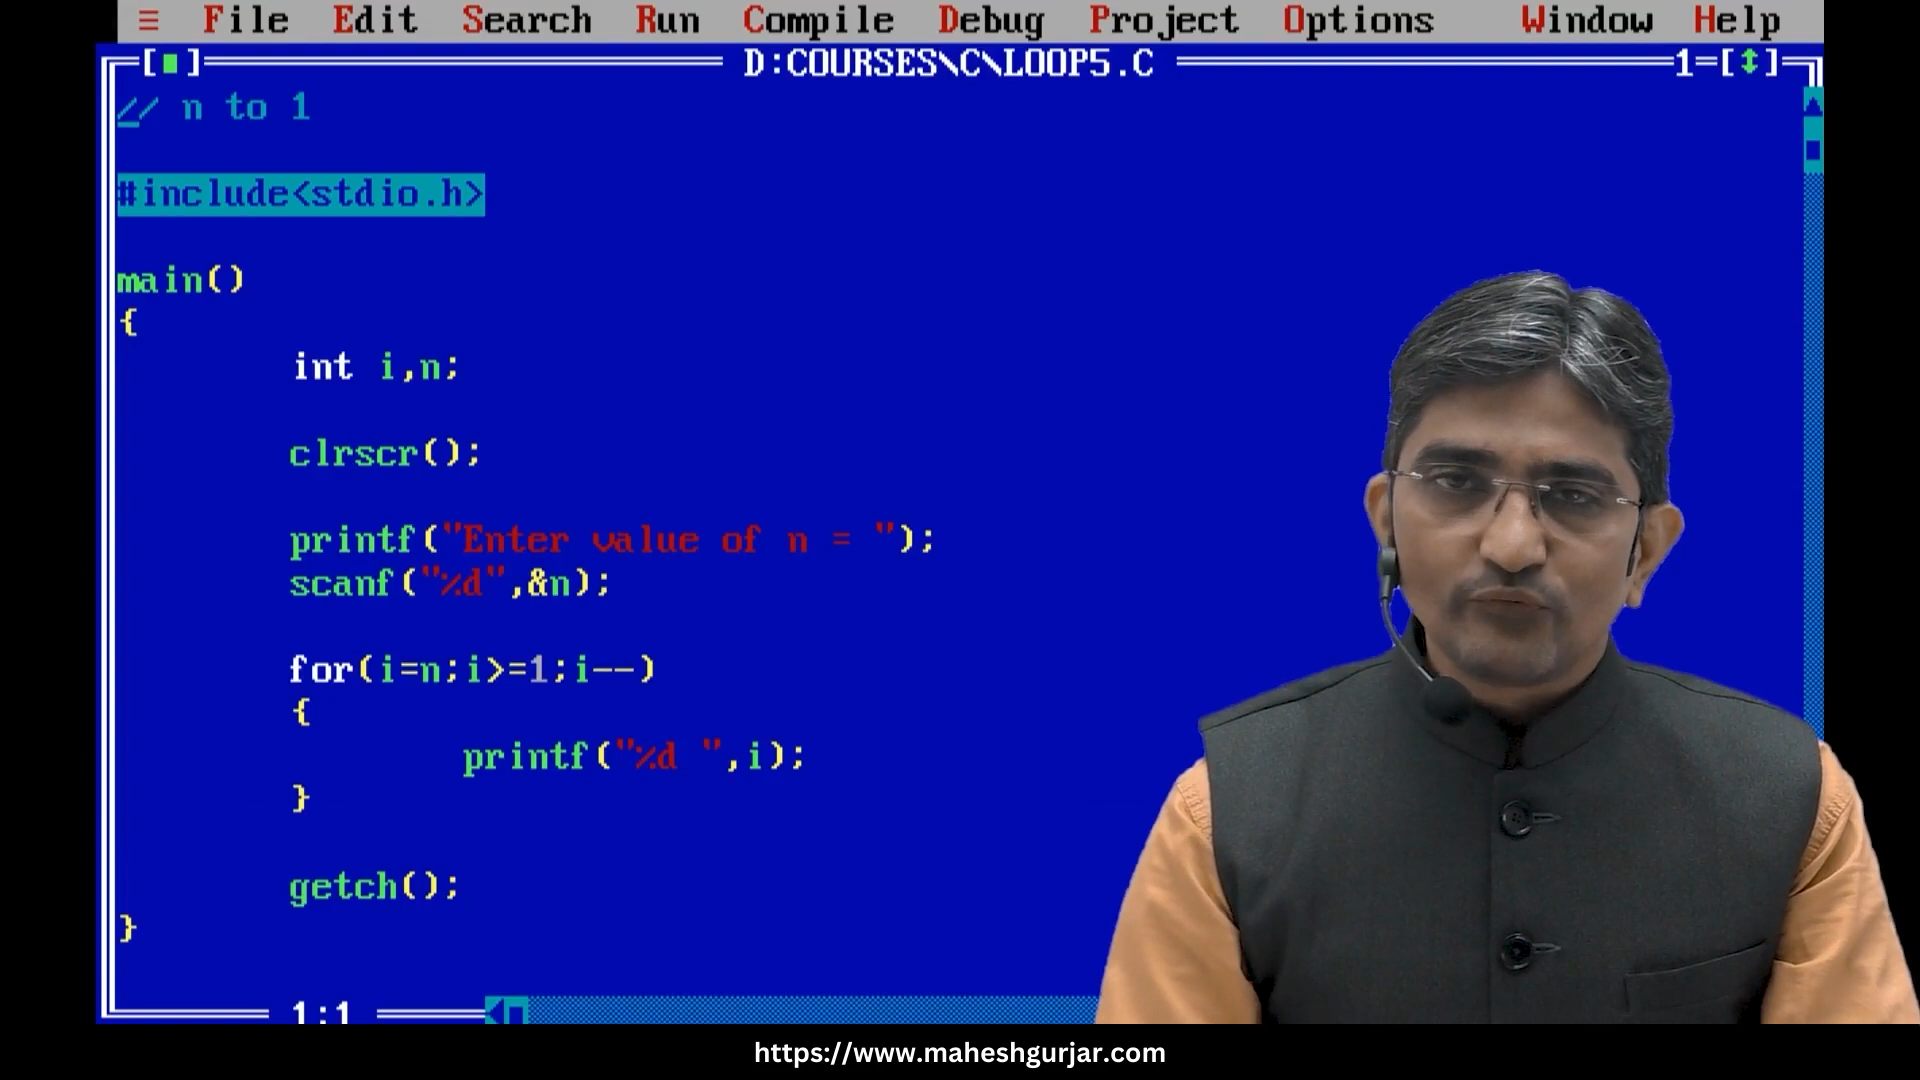 ≡ File Edit Search Run Compile Debug Project Options Window Help
[■] D:COURSES\C\LOOP5.C 1=[↕]
// n to 1
#include<stdio.h>
main()
{
int i,n;
clrscr();
printf("Enter value of n = ");
scanf("%d",&n);
for(i=n;i>=1;i--)
{
printf("%d ",i);
}
getch();
}
1:1
https://www.maheshgurjar.com